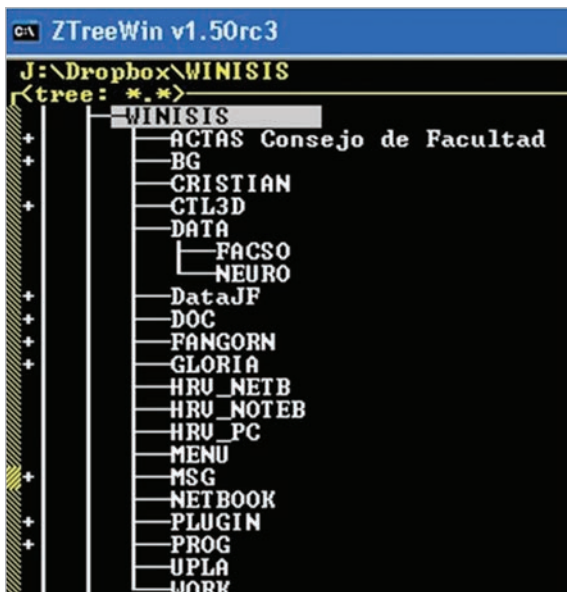 ZTreeWin v1.50rc3
J:\Dropbox\WINISIS
<tree: *.*>
WINISIS
+ ACTAS Consejo de Facultad
+ BG
CRISTIAN
+ CTL3D
DATA
FACSO
NEURO
+ DataJF
+ DOC
+ FANGORN
+ GLORIA
HRV_NETB
HRV_NOTEB
HRV_PC
MENU
+ MSG
NETBOOK
+ PLUGIN
+ PROG
UPLA
WORK